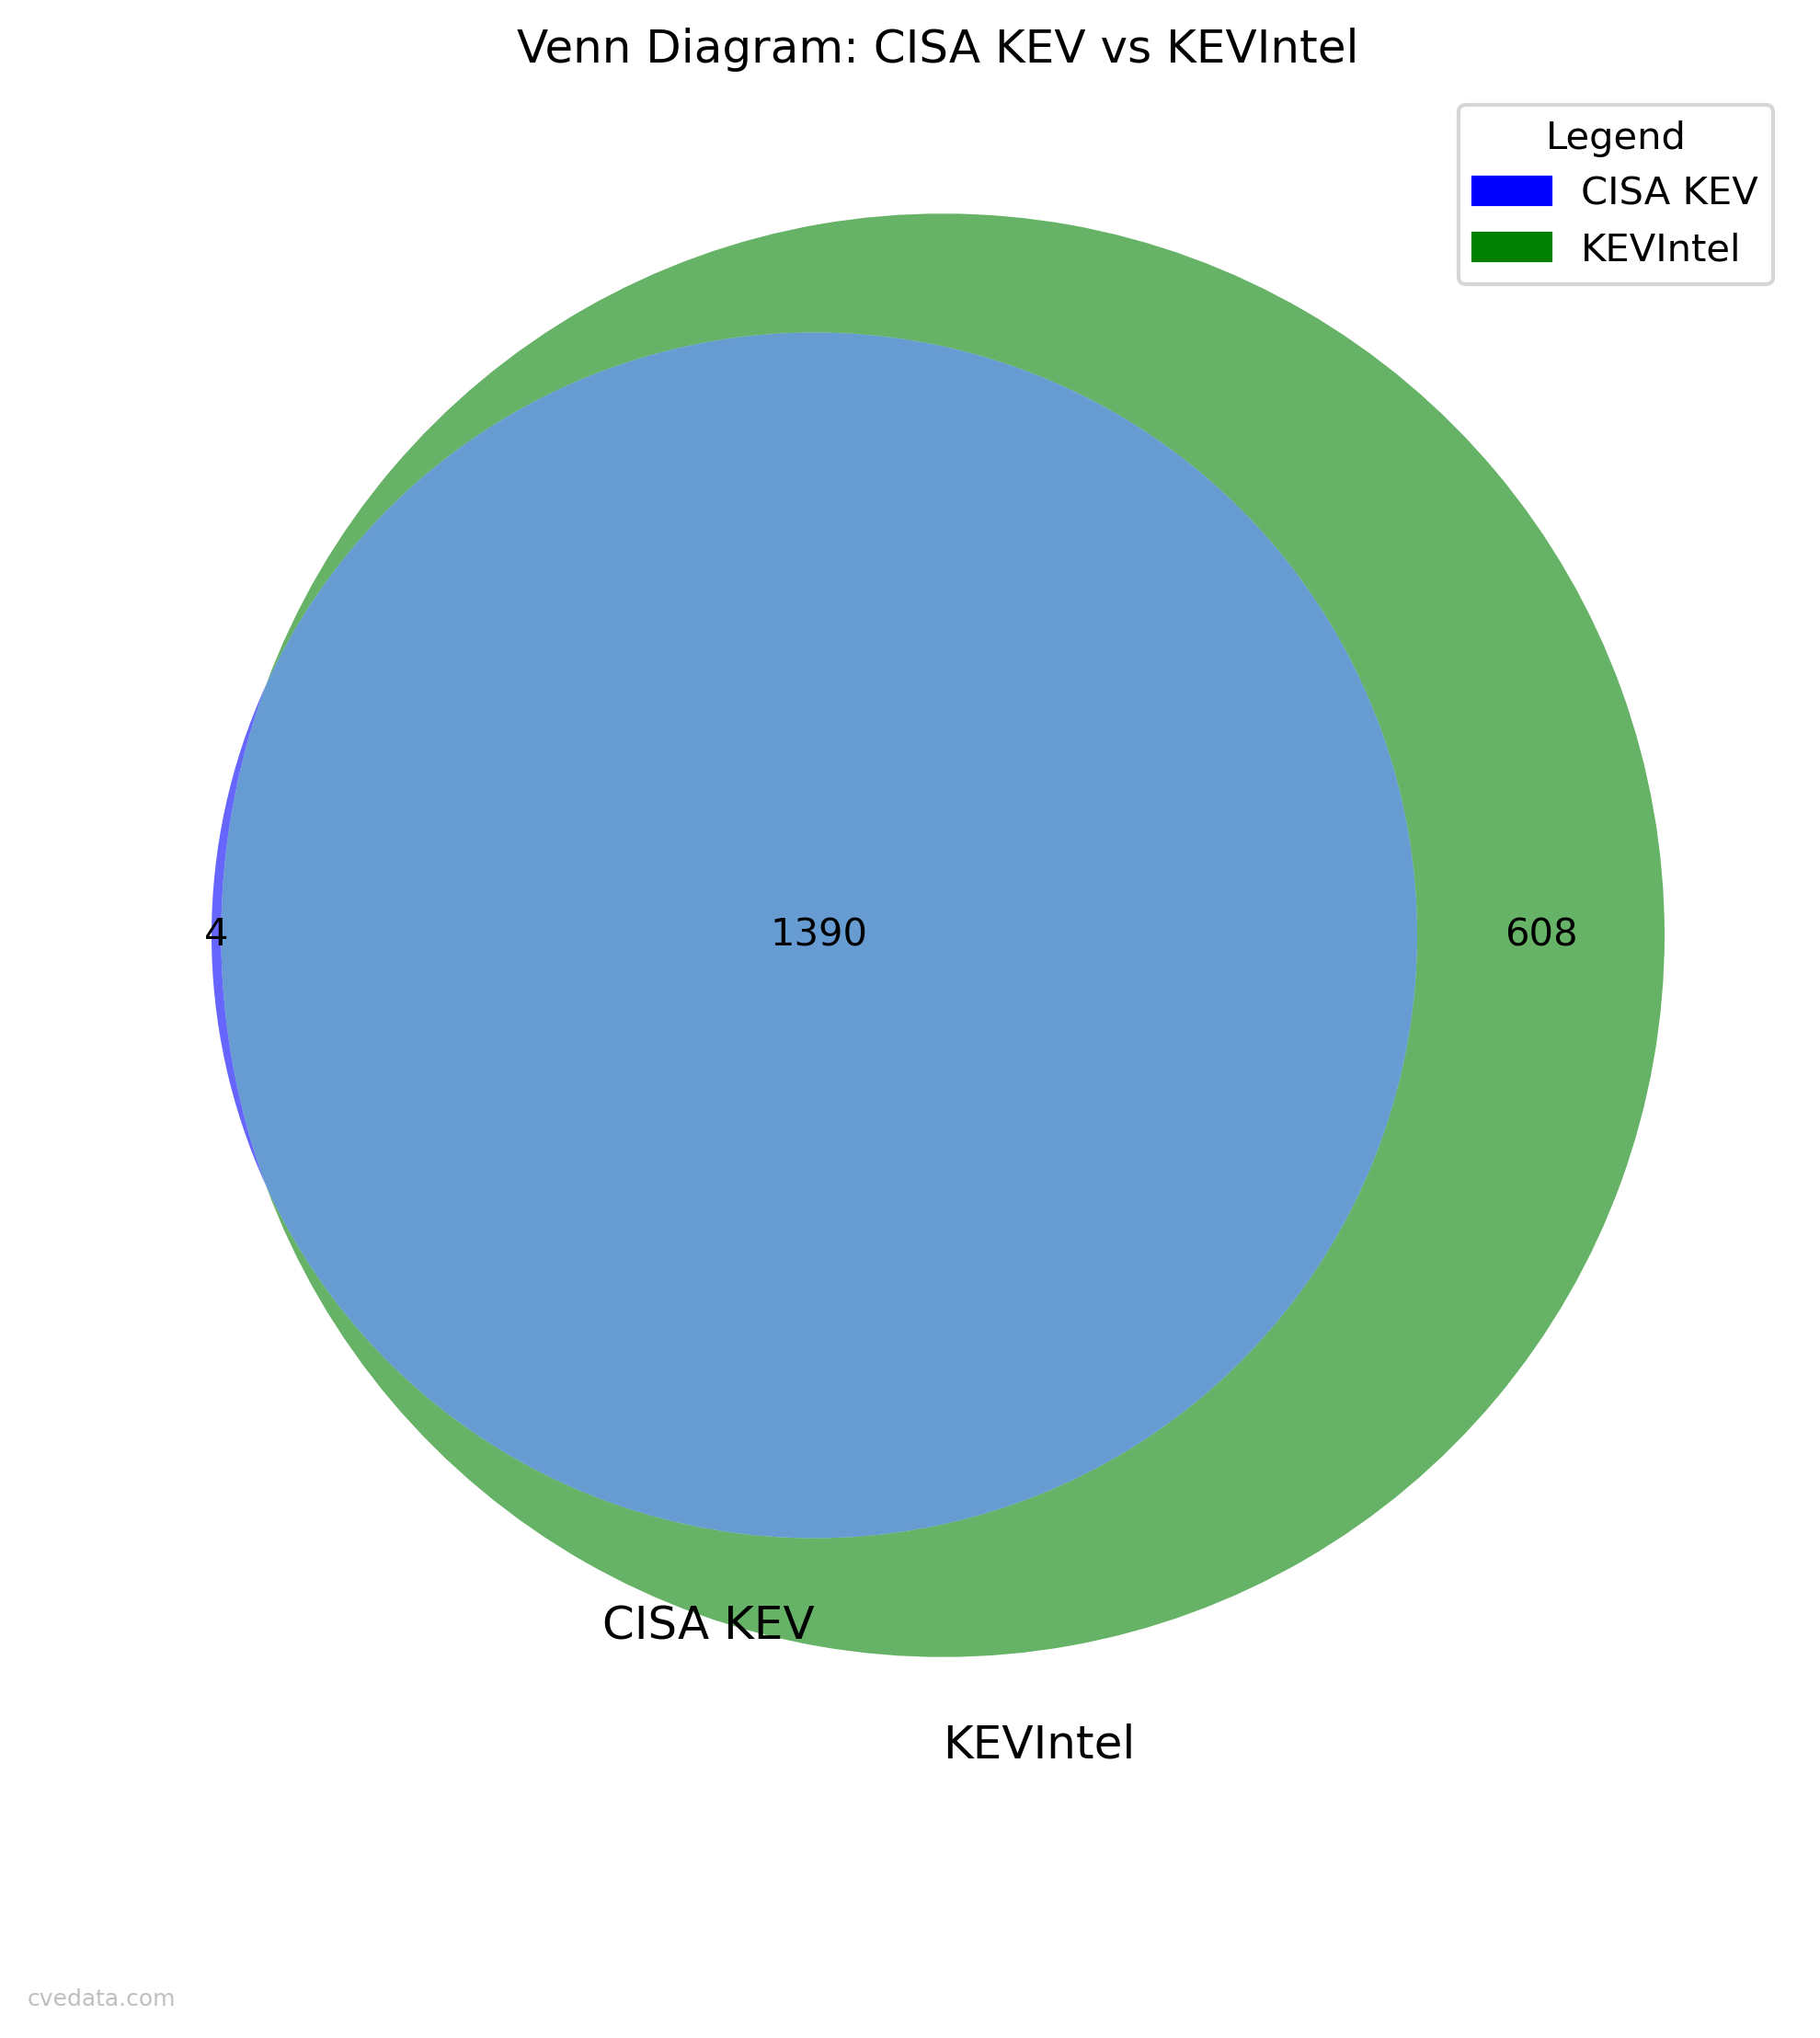 Venn Diagram: CISA KEV vs KEVIntel
Legend
CISA KEV
KEVIntel
4
1390
608
CISA KEV
KEVIntel
cvedata.com